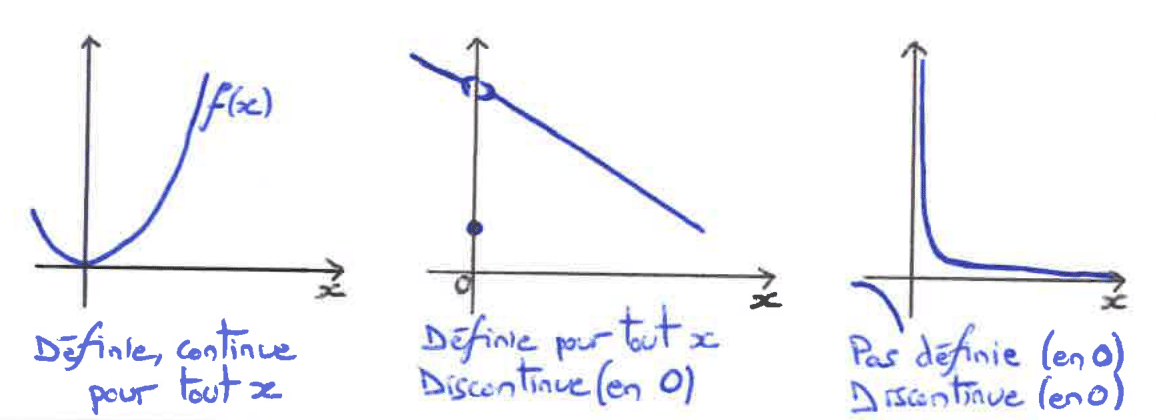 f(x)
x
Définie, continue
pour tout x
0
x
Définie pour tout x
Discontinue (en 0)
x
Pas définie (en 0)
Discontinue (en 0)